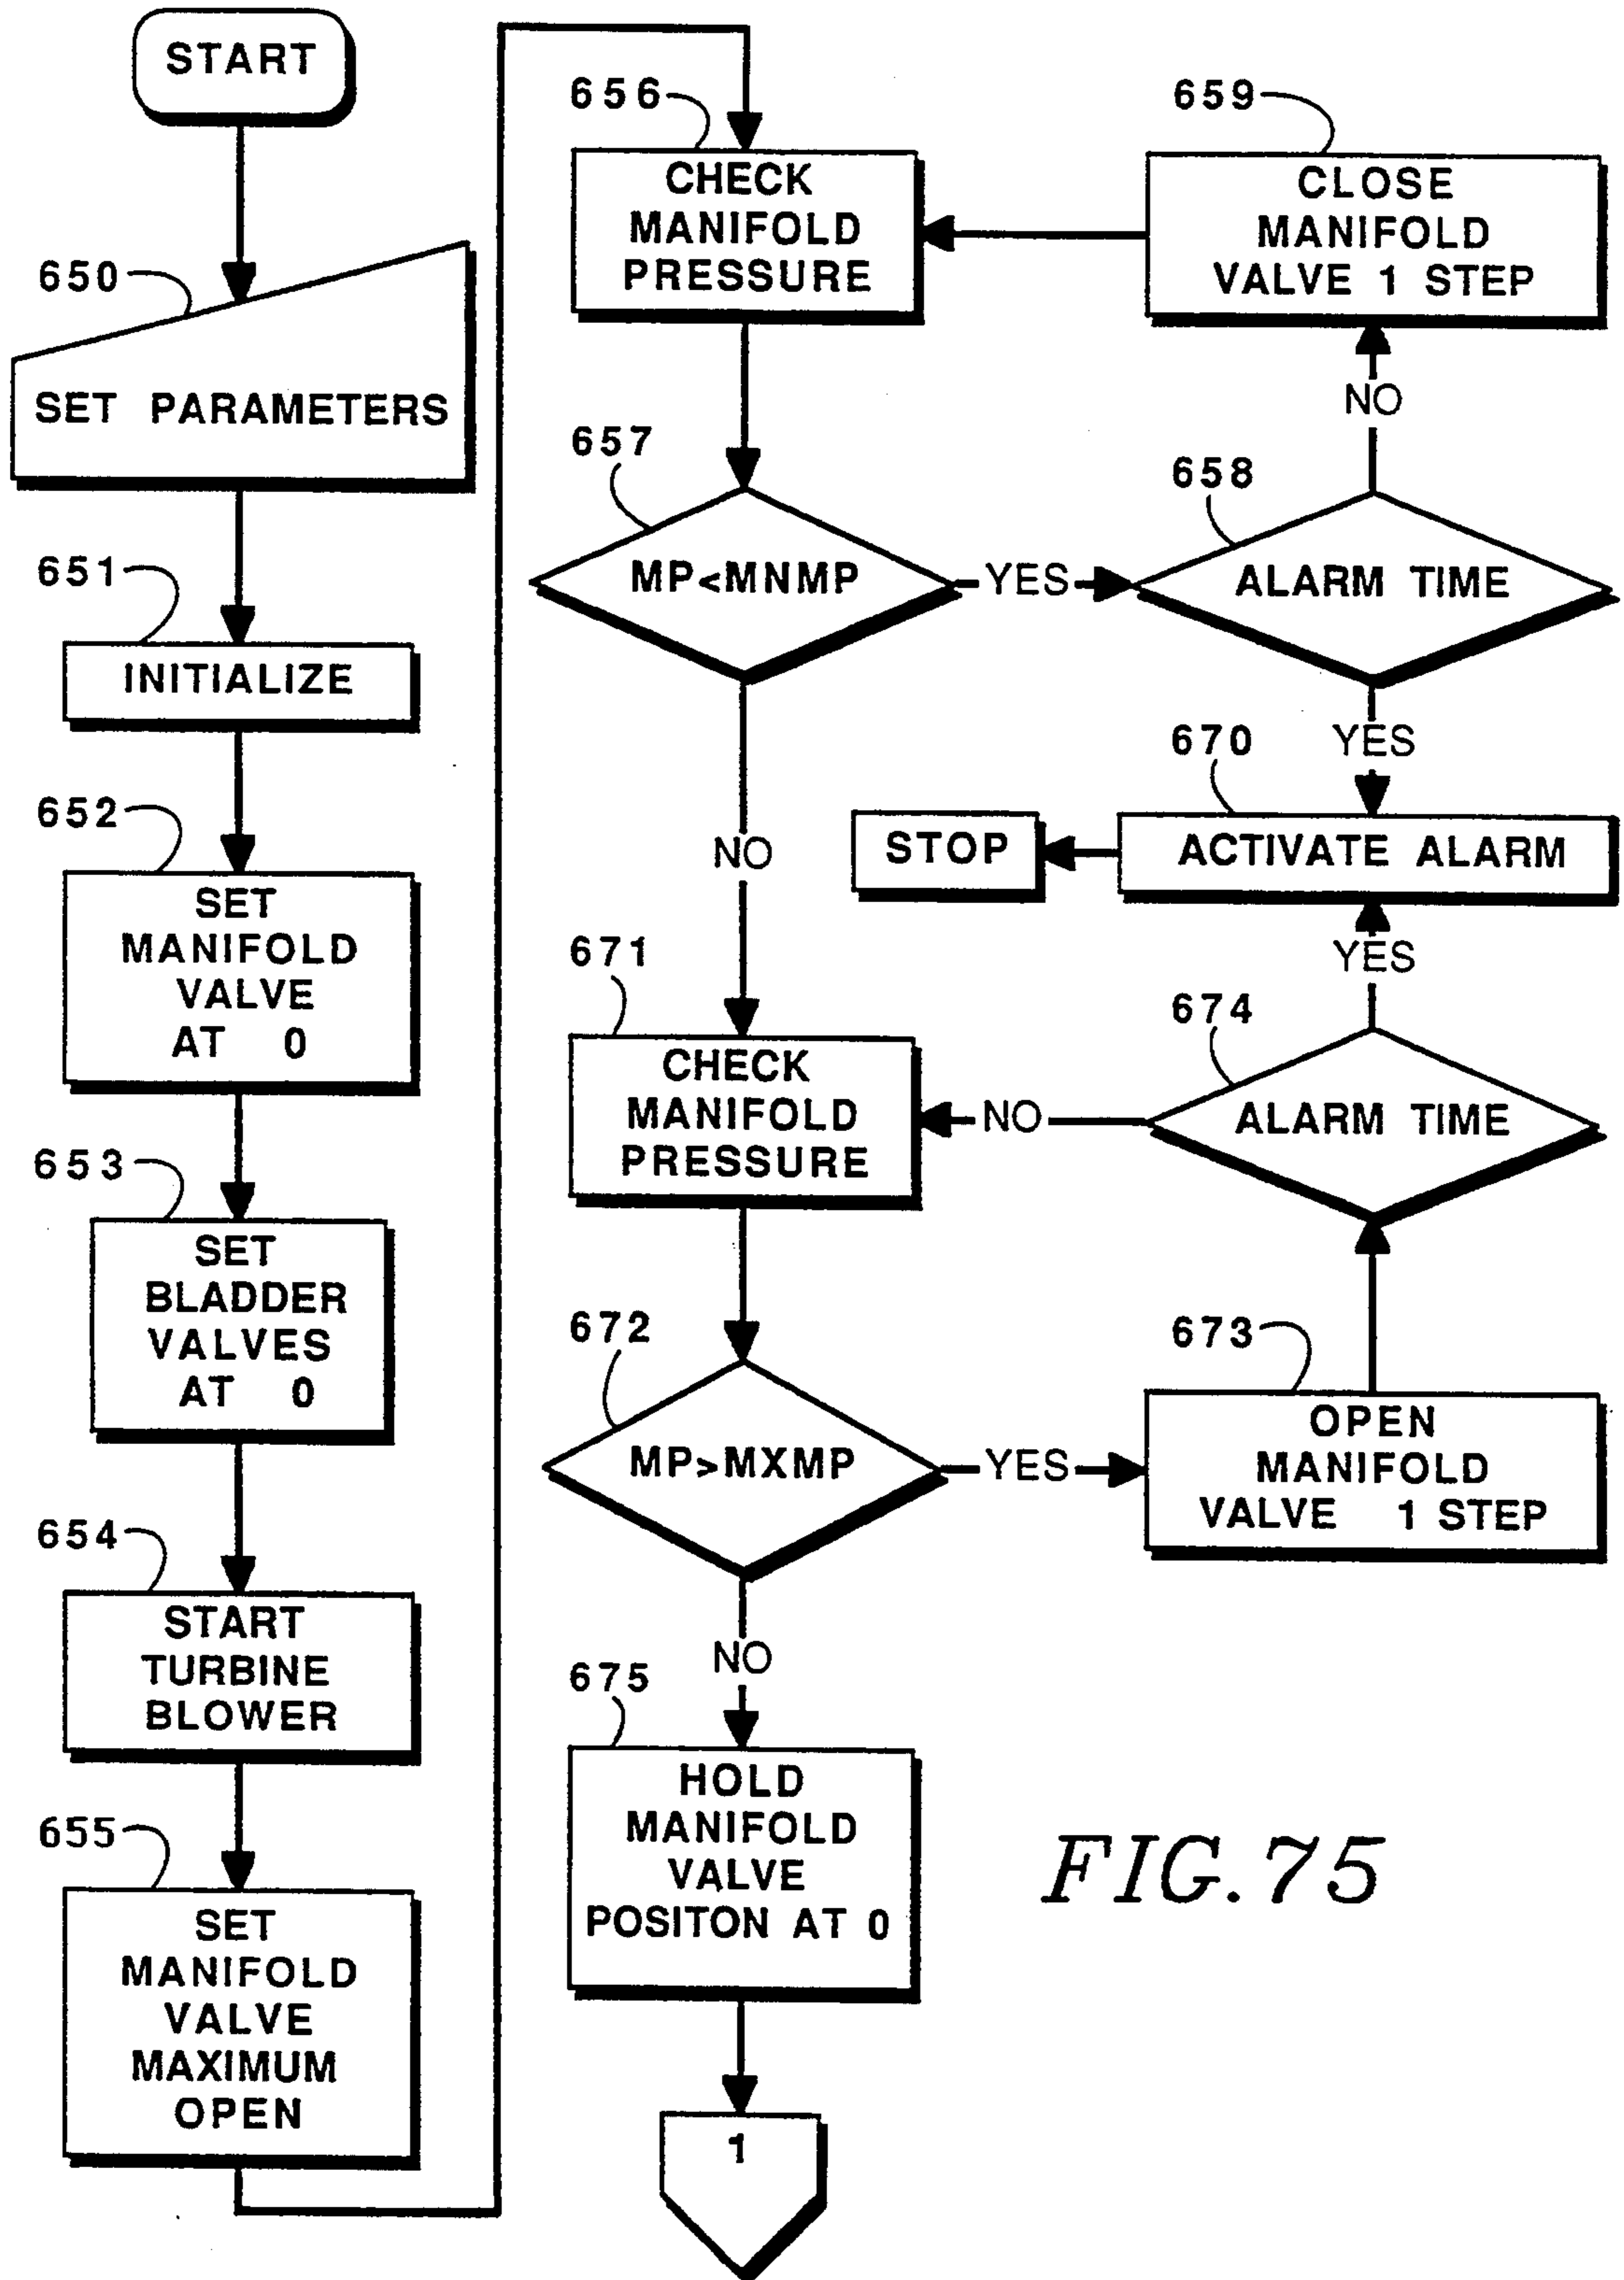 START
650
SET PARAMETERS
651
INITIALIZE
652
SET
MANIFOLD
VALVE
AT 0
653
SET
BLADDER
VALVES
AT 0
654
START
TURBINE
BLOWER
655
SET
MANIFOLD
VALVE
MAXIMUM
OPEN
656
CHECK
MANIFOLD
PRESSURE
657
MP<MNMP
YES
NO
658
ALARM TIME
NO
YES
659
CLOSE
MANIFOLD
VALVE 1 STEP
670
ACTIVATE ALARM
STOP
671
CHECK
MANIFOLD
PRESSURE
672
MP>MXMP
YES
NO
673
OPEN
MANIFOLD
VALVE 1 STEP
674
ALARM TIME
YES
NO
675
HOLD
MANIFOLD
VALVE
POSITON AT 0
1
FIG. 75